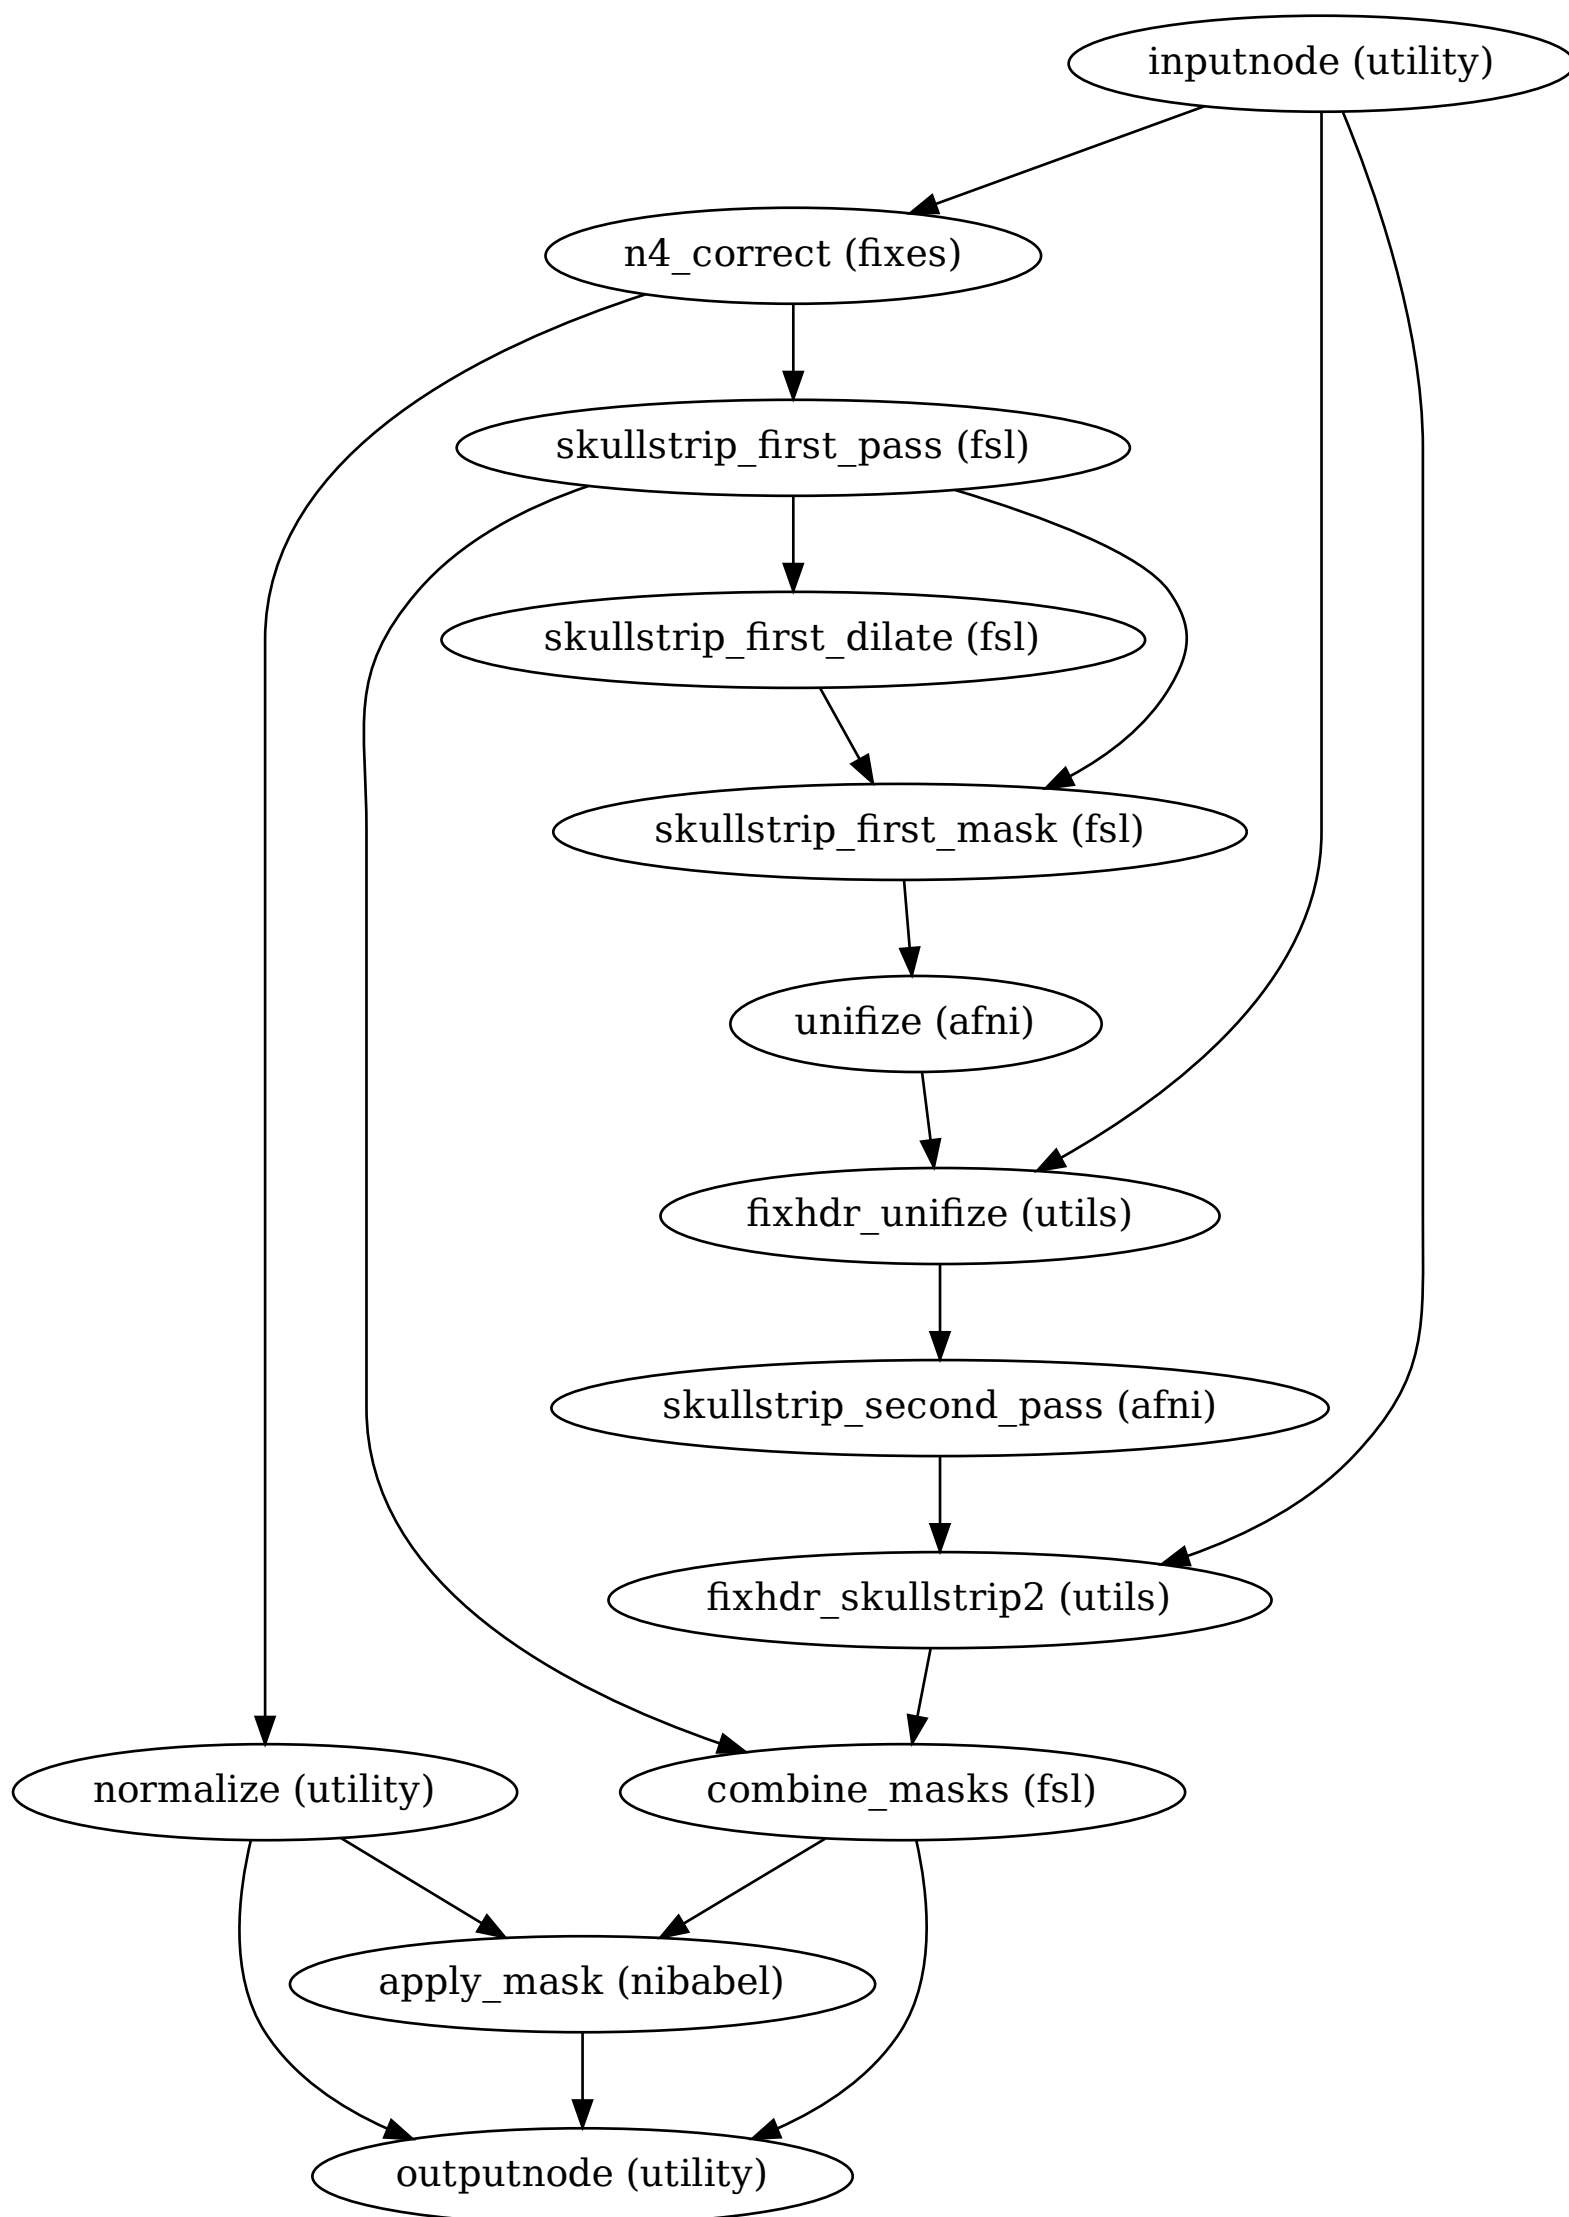 inputnode (utility)
n4_correct (fixes)
skullstrip_first_pass (fsl)
skullstrip_first_dilate (fsl)
skullstrip_first_mask (fsl)
unifize (afni)
fixhdr_unifize (utils)
skullstrip_second_pass (afni)
fixhdr_skullstrip2 (utils)
normalize (utility)
combine_masks (fsl)
apply_mask (nibabel)
outputnode (utility)